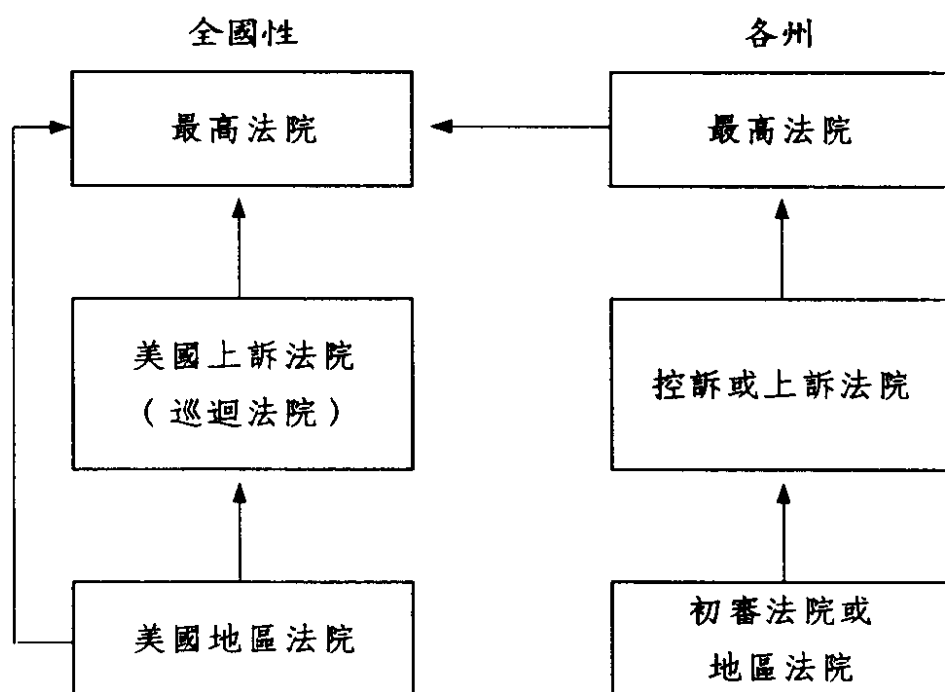 全國性
各州
最高法院
最高法院
美國上訴法院
（巡迴法院）
控訴或上訴法院
美國地區法院
初審法院或
地區法院